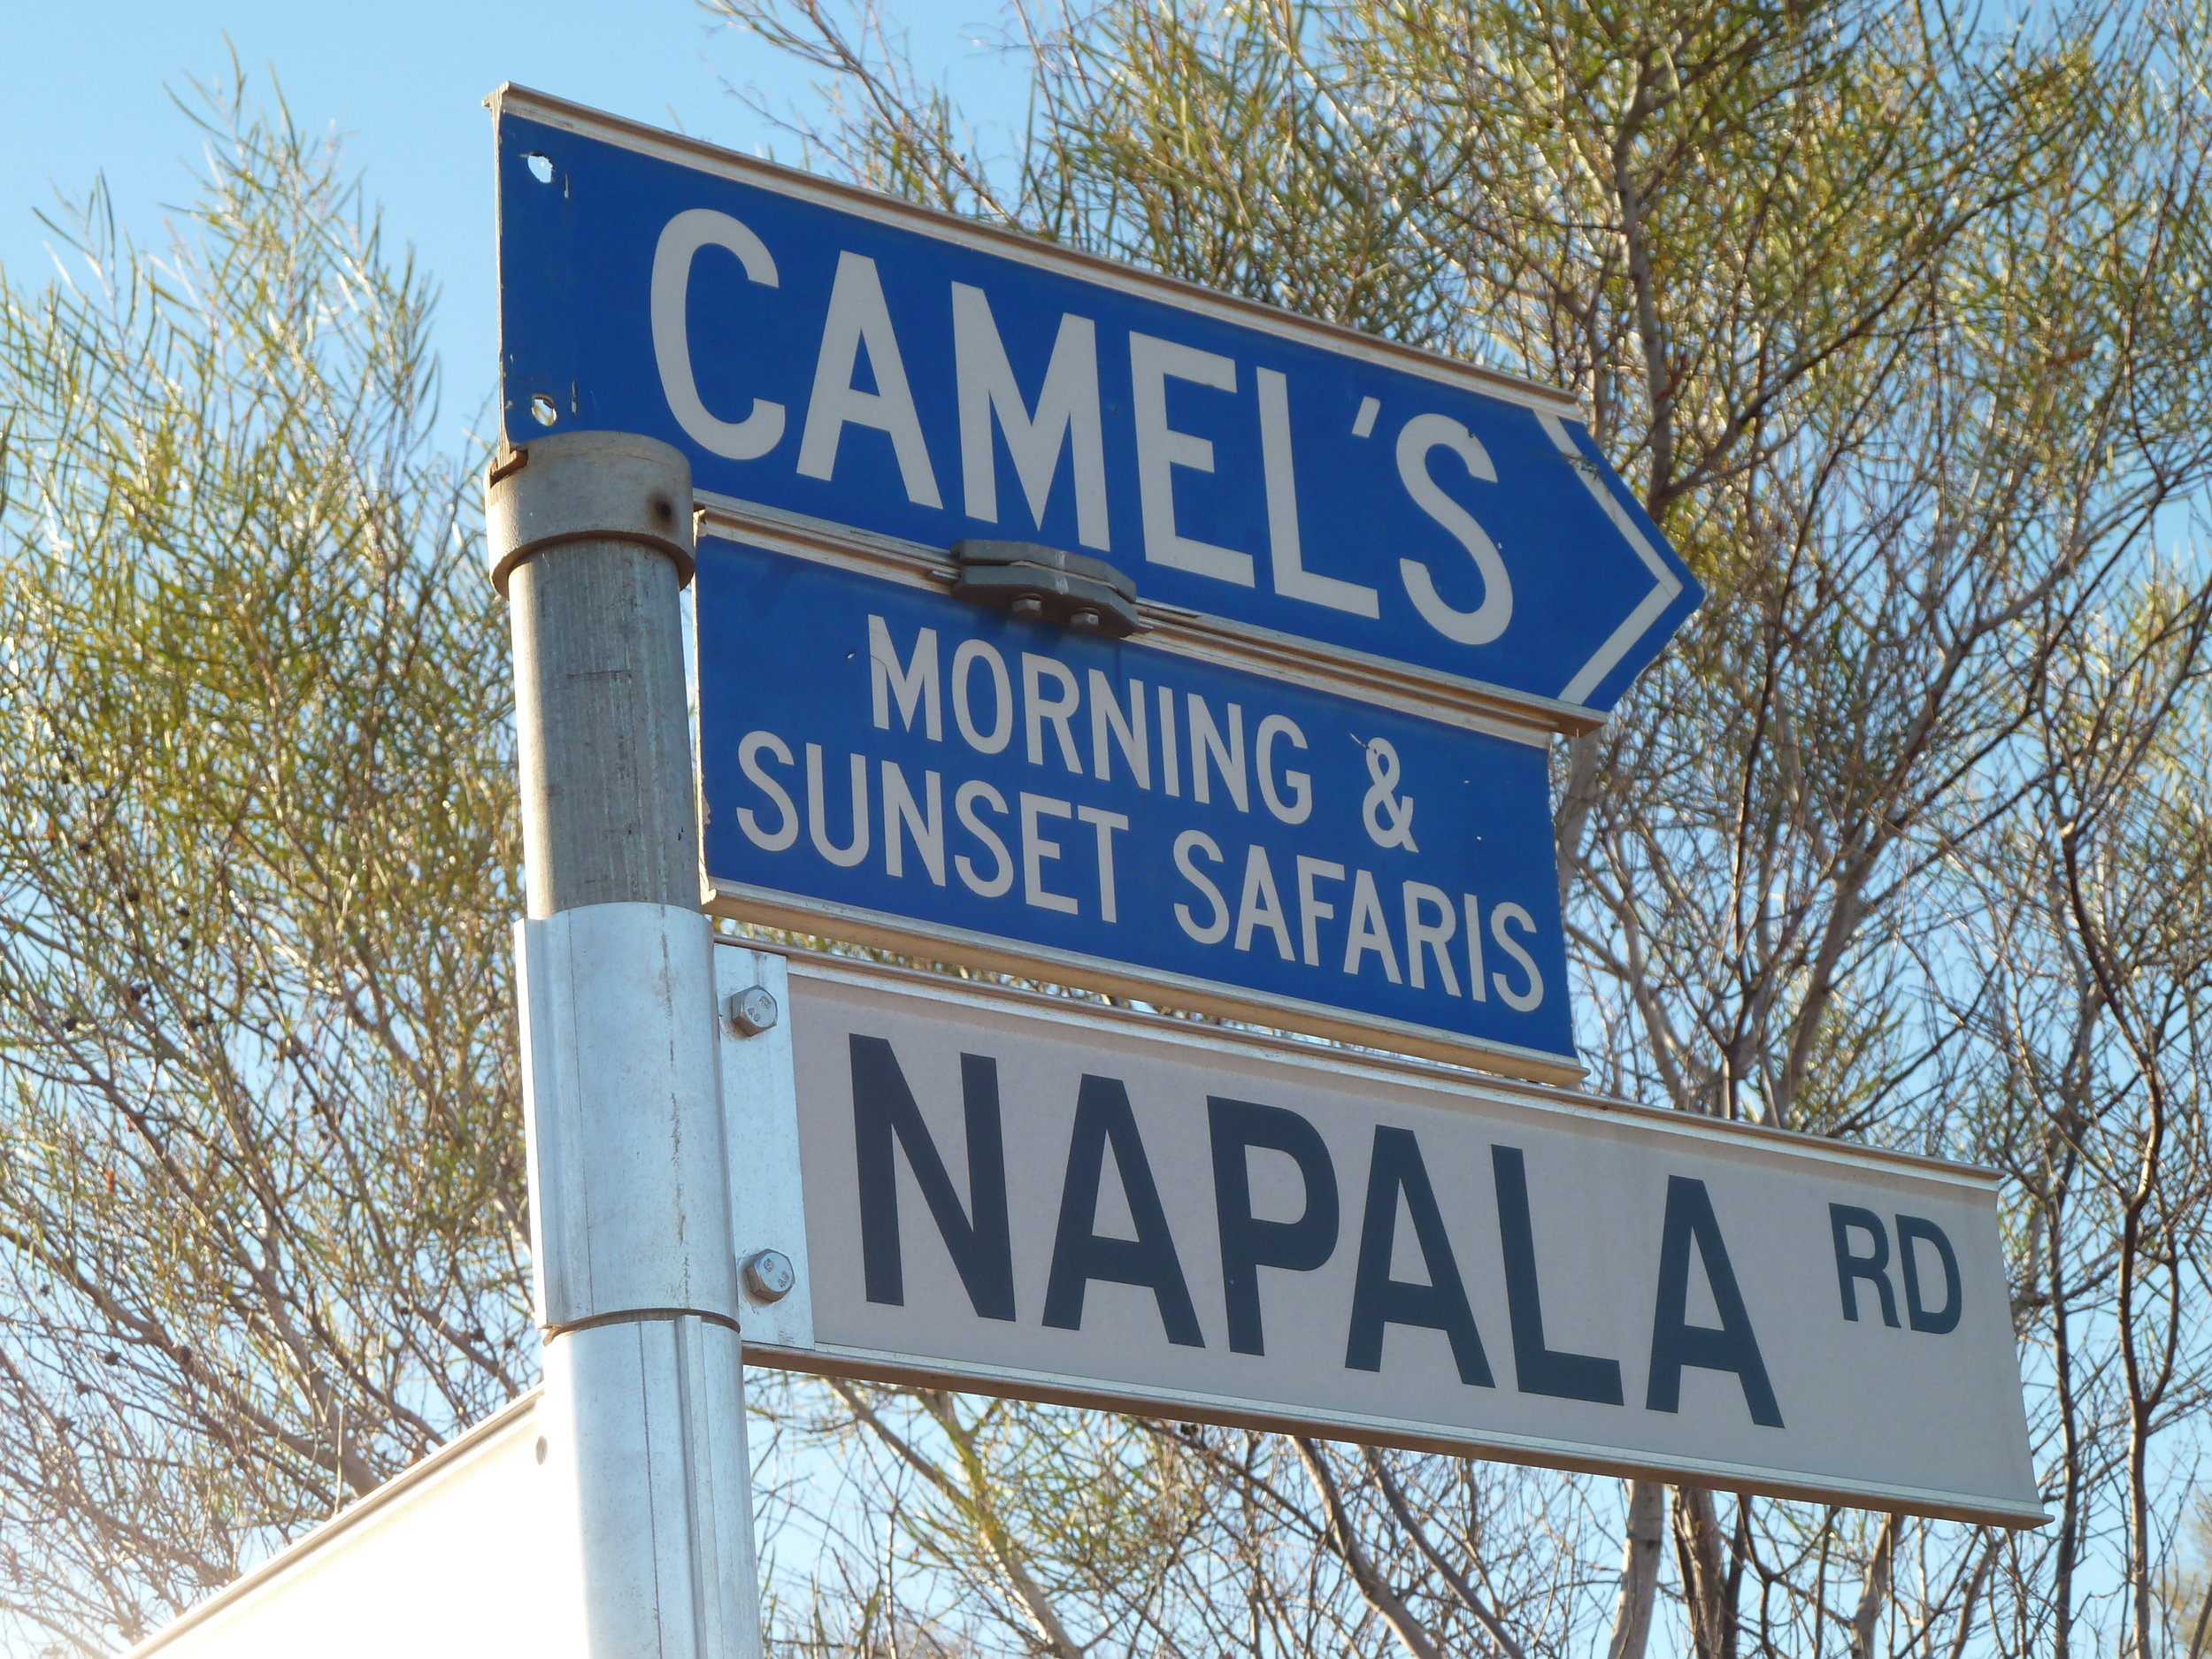 CAMEL'S
MORNING &
SUNSET SAFARIS
NAPALA RD